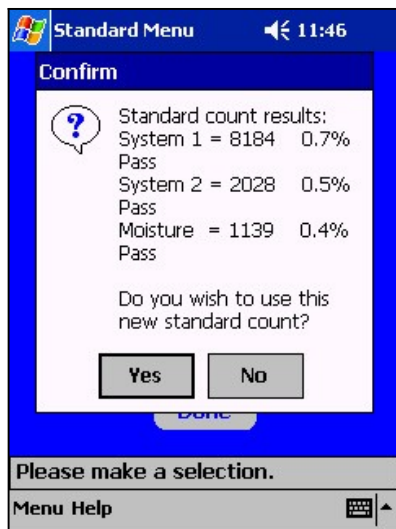 Standard Menu 11:46
Confirm
?
Standard count results:
System 1 = 8184 0.7%
Pass
System 2 = 2028 0.5%
Pass
Moisture = 1139 0.4%
Pass
Do you wish to use this
new standard count?
Yes No
Done
Please make a selection.
Menu Help